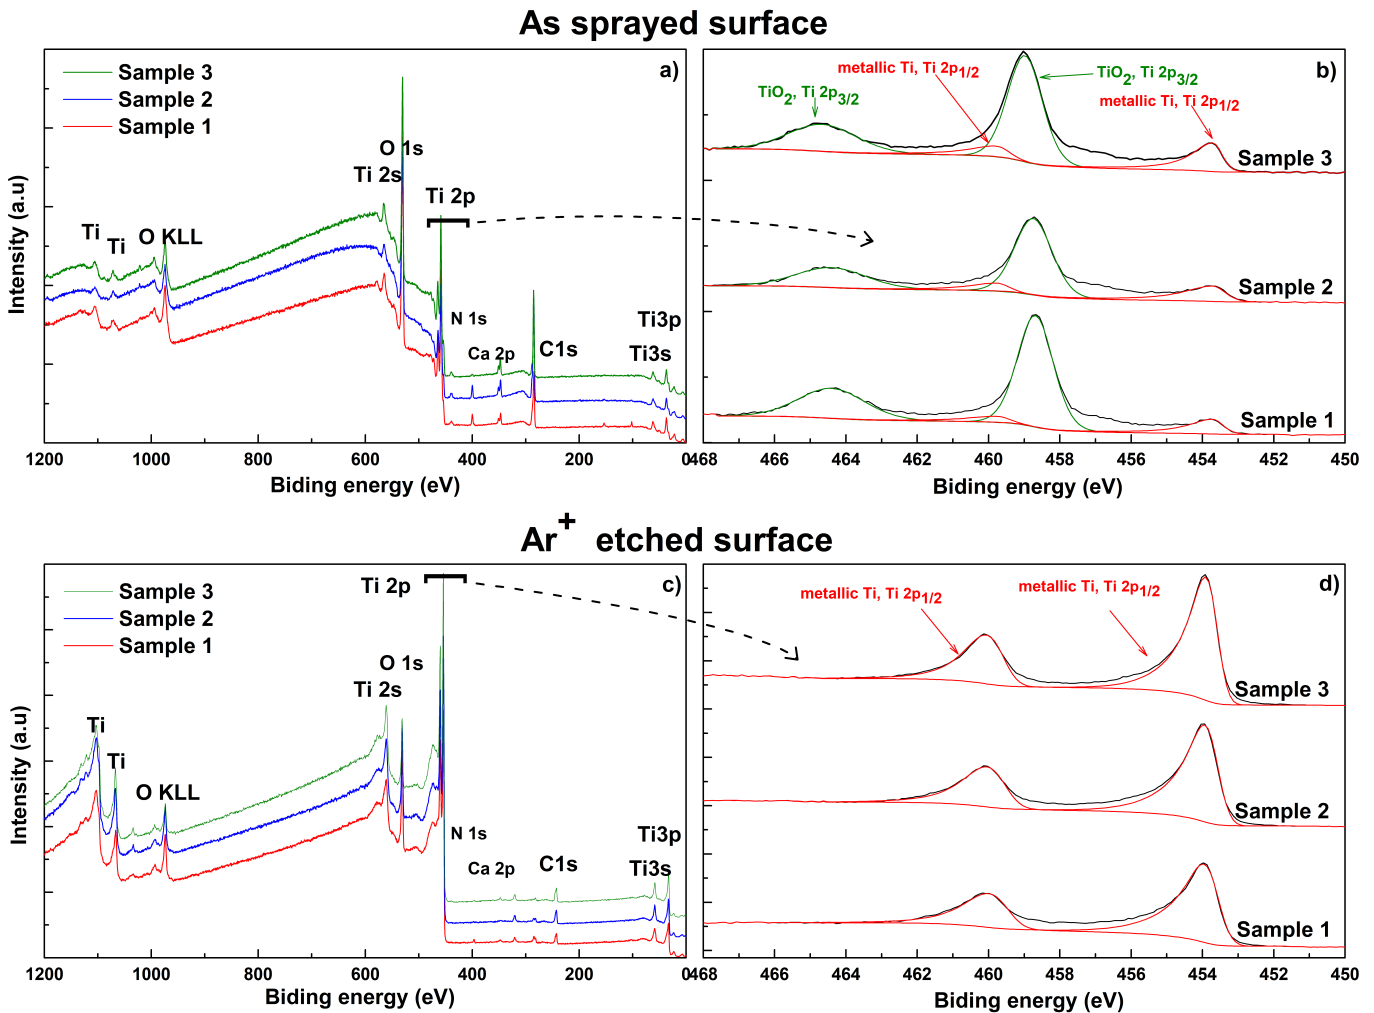 As sprayed surface
Sample 3
Sample 2
Sample 1
a)
O 1s
Ti 2s
Ti 2p
Ti
Ti
O KLL
N 1s
Ca 2p
C1s
Ti3p
Ti3s
1200 1000 800 600 400 200 0
Biding energy (eV)
Intensity (a.u)
b)
metallic Ti, Ti 2p1/2
TiO2, Ti 2p3/2
TiO2, Ti 2p3/2
metallic Ti, Ti 2p1/2
Sample 3
Sample 2
Sample 1
468 466 464 462 460 458 456 454 452 450
Biding energy (eV)
Ar+ etched surface
Sample 3
Sample 2
Sample 1
c)
Ti 2p
O 1s
Ti 2s
Ti
Ti
O KLL
N 1s
Ca 2p
C1s
Ti3p
Ti3s
1200 1000 800 600 400 200 0
Biding energy (eV)
Intensity (a.u)
d)
metallic Ti, Ti 2p1/2
metallic Ti, Ti 2p1/2
Sample 3
Sample 2
Sample 1
468 466 464 462 460 458 456 454 452 450
Biding energy (eV)